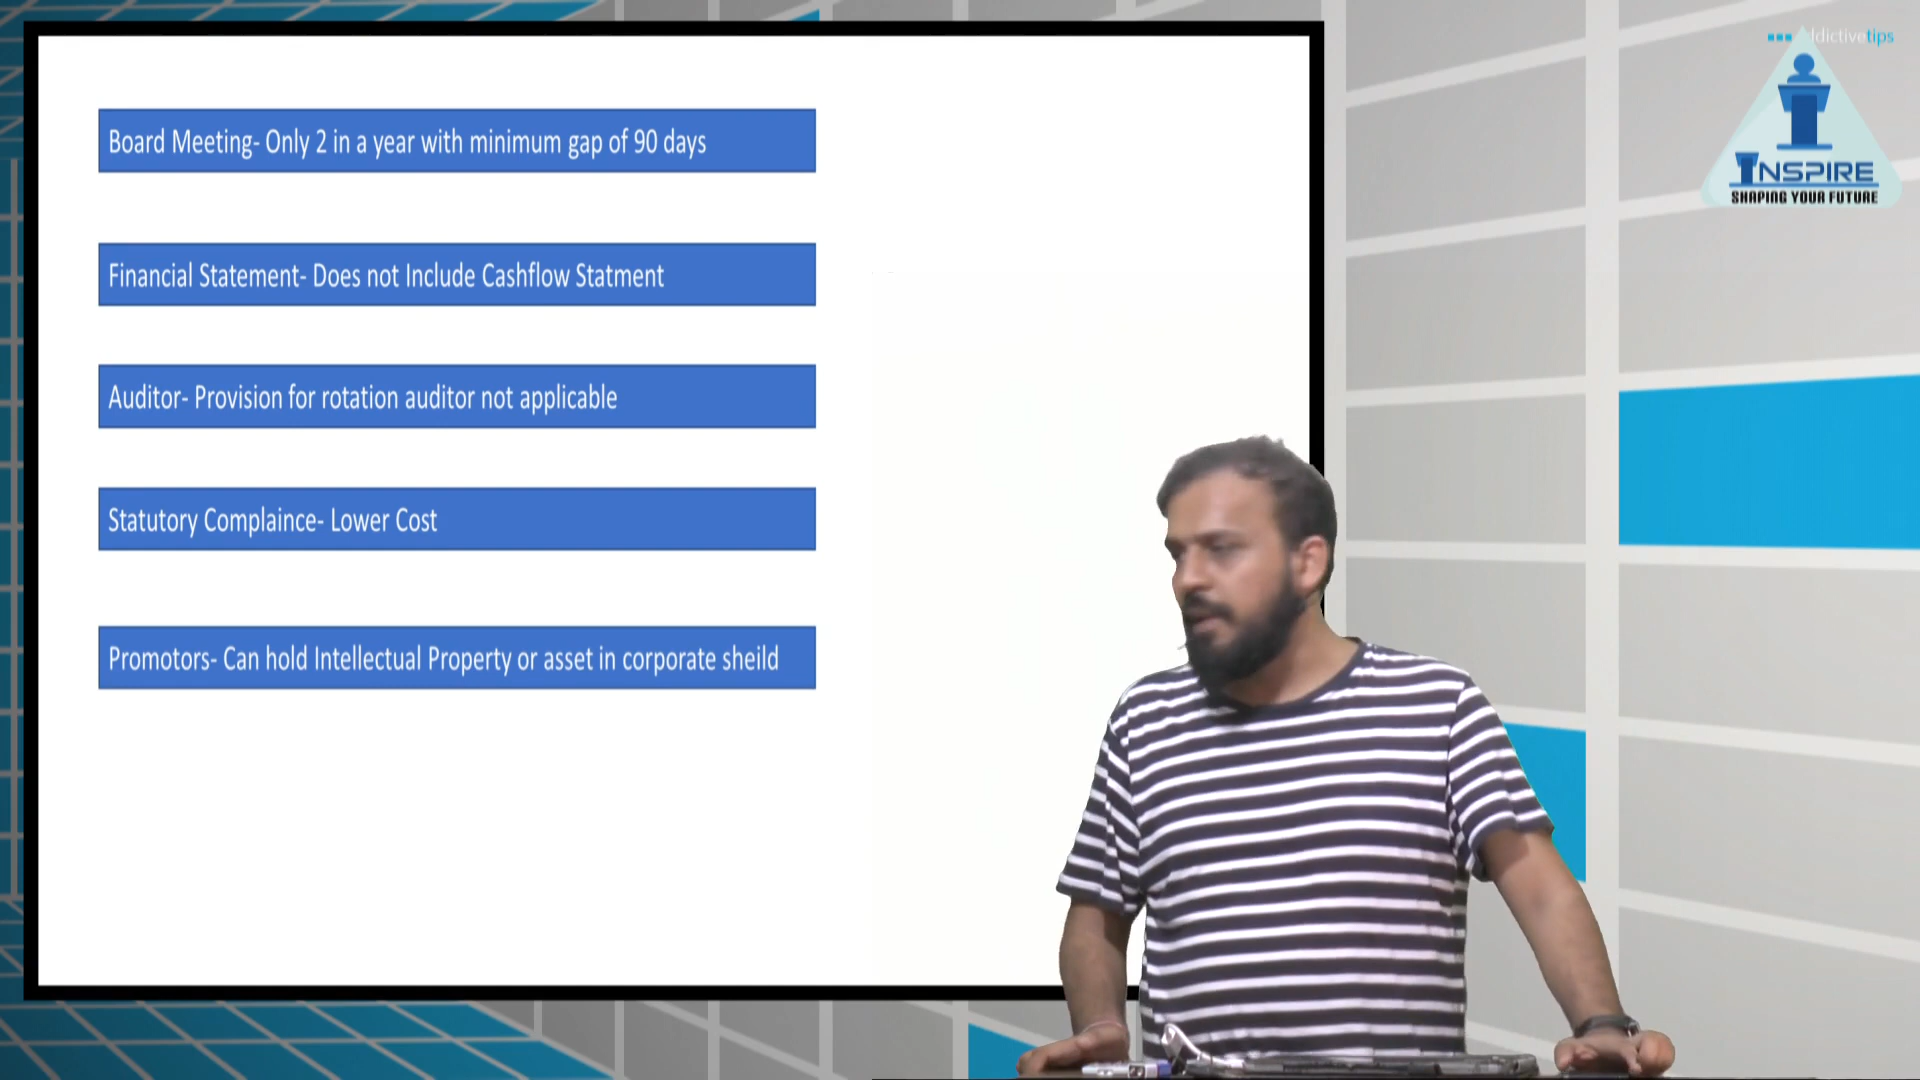 Board Meeting- Only 2 in a year with minimum gap of 90 days
Financial Statement- Does not Include Cashflow Statment
Auditor- Provision for rotation auditor not applicable
Statutory Complaince- Lower Cost
Promotors- Can hold Intellectual Property or asset in corporate sheild
dictivetips
INSPIRE
SHAPING YOUR FUTURE